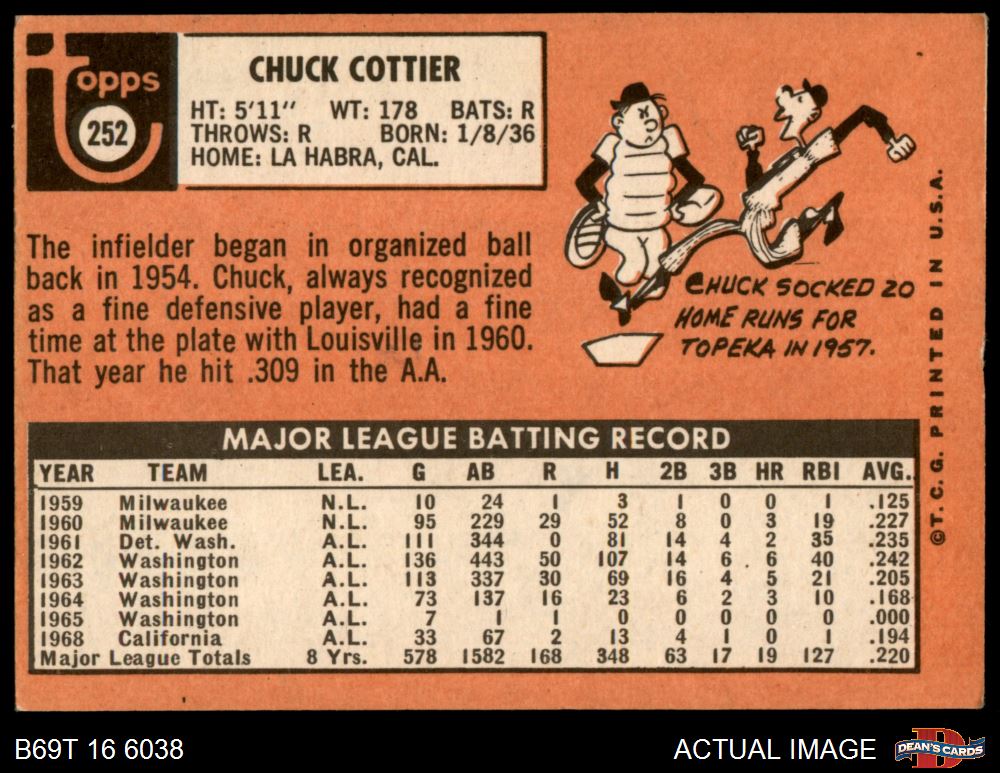 Topps
252
CHUCK COTTIER
HT: 5'11" WT: 178 BATS: R
THROWS: R BORN: 1/8/36
HOME: LA HABRA, CAL.
The infielder began in organized ball
back in 1954. Chuck, always recognized
as a fine defensive player, had a fine
time at the plate with Louisville in 1960.
That year he hit .309 in the A.A.
CHUCK SOCKED 20
HOME RUNS FOR
TOPEKA IN 1957.
©T.C.G. PRINTED IN U.S.A.
MAJOR LEAGUE BATTING RECORD
YEAR TEAM LEA. G AB R H 2B 3B HR RBI AVG.
1959 Milwaukee N.L. 10 24 1 3 1 0 0 1 .125
1960 Milwaukee N.L. 95 229 29 52 8 0 3 19 .227
1961 Det. Wash. A.L. 111 344 0 81 14 4 2 35 .235
1962 Washington A.L. 136 443 50 107 14 6 6 40 .242
1963 Washington A.L. 113 337 30 69 16 4 5 21 .205
1964 Washington A.L. 73 137 16 23 6 2 3 10 .168
1965 Washington A.L. 7 1 1 0 0 0 0 0 .000
1968 California A.L. 33 67 2 13 4 1 0 1 .194
Major League Totals 8 Yrs. 578 1582 168 348 63 17 19 127 .220
B69T 16 6038
ACTUAL IMAGE
D
DEAN'S CARDS